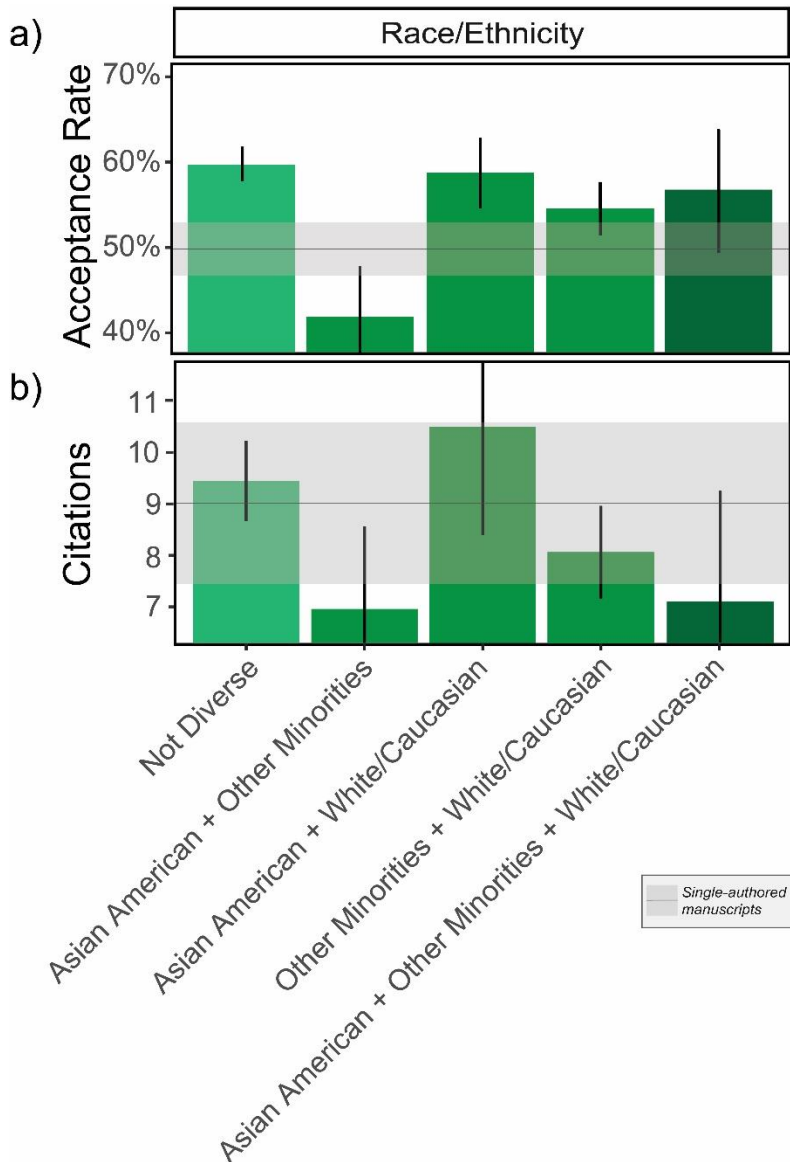 a)
Race/Ethnicity
Acceptance Rate
70%
60%
50%
40%
b)
Citations
11
10
9
8
7
Not Diverse
Asian American + Other Minorities
Asian American + White/Caucasian
Other Minorities + White/Caucasian
Asian American + Other Minorities + White/Caucasian
Single-authored
manuscripts